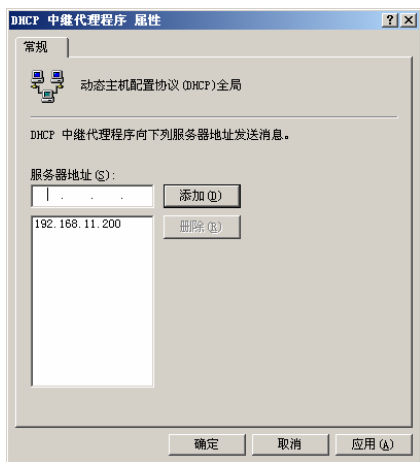 DHCP 中继代理程序 属性
常规
动态主机配置协议(DHCP)全局
DHCP 中继代理程序向下列服务器地址发送消息。
服务器地址(S):
. . .
添加(D)
192.168.11.200
删除(R)
确定
取消
应用(A)